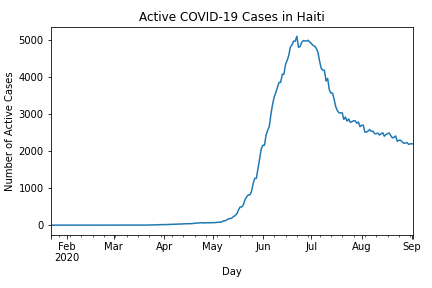 Active COVID-19 Cases in Haiti
5000
4000
3000
2000
1000
0
Number of Active Cases
Feb Mar Apr May Jun Jul Aug Sep
2020
Day